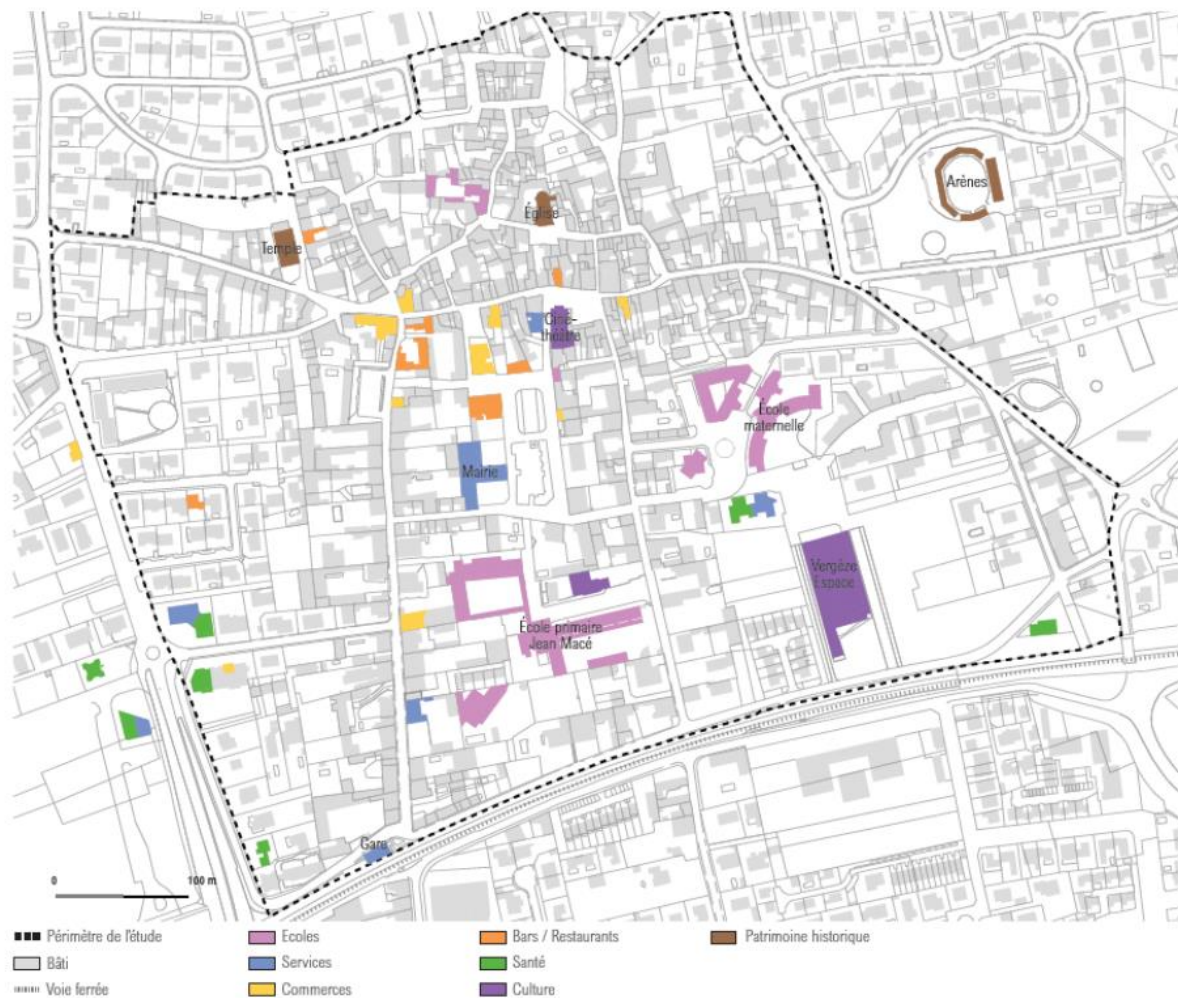 Arènes
Église
Temple
Ciné-
théâtre
École
maternelle
Mairie
Vergèze
Espace
École primaire
Jean Macé
Gare
0
100 m
Périmètre de l'étude
Bâti
Voie ferrée
Ecoles
Services
Commerces
Bars / Restaurants
Santé
Culture
Patrimoine historique